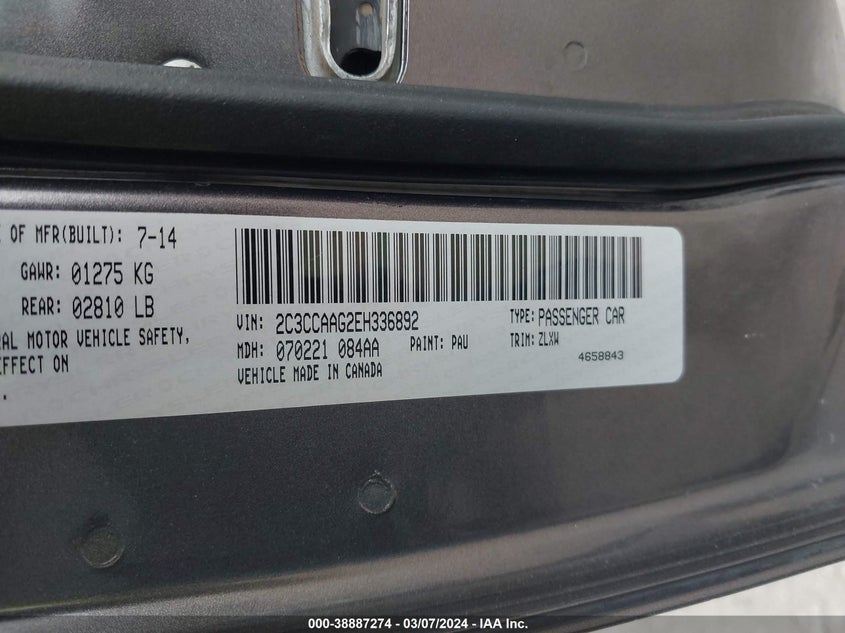 E OF MFR(BUILT): 7-14
GAWR: 01275 KG
REAR: 02810 LB
RAL MOTOR VEHICLE SAFETY,
EFFECT ON
.
VIN: 2C3CCAAG2EH336892 TYPE: PASSENGER CAR
MDH: 070221 084AA PAINT: PAU TRIM: ZLXW
VEHICLE MADE IN CANADA 4658843
000-38887274 - 03/07/2024 - IAA Inc.